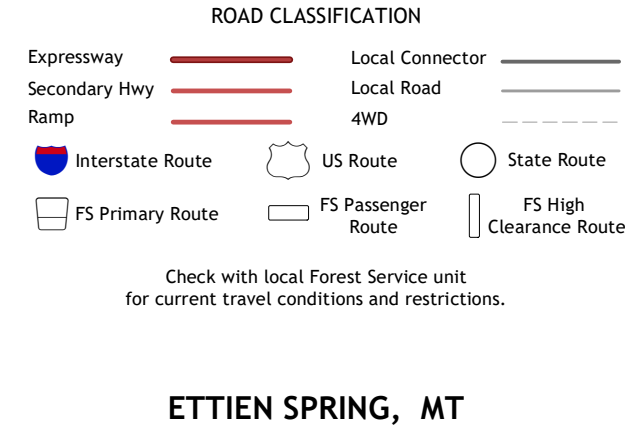 ROAD CLASSIFICATION
Expressway
Local Connector
Secondary Hwy
Local Road
Ramp
4WD
Interstate Route
US Route
State Route
FS Primary Route
FS Passenger
Route
FS High
Clearance Route
Check with local Forest Service unit
for current travel conditions and restrictions.
ETTIEN SPRING, MT